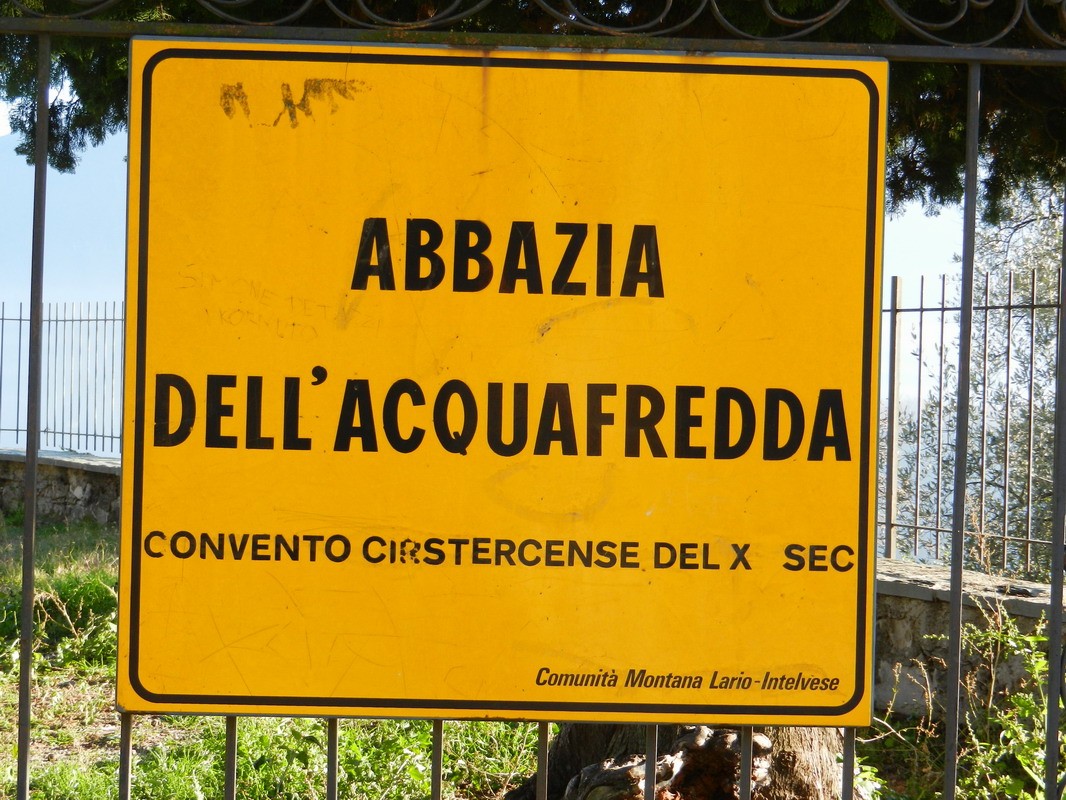 ABBAZIA
DELL'ACQUAFREDDA
CONVENTO CIRSTERCENSE DEL X SEC
Comunità Montana Lario-Intelvese